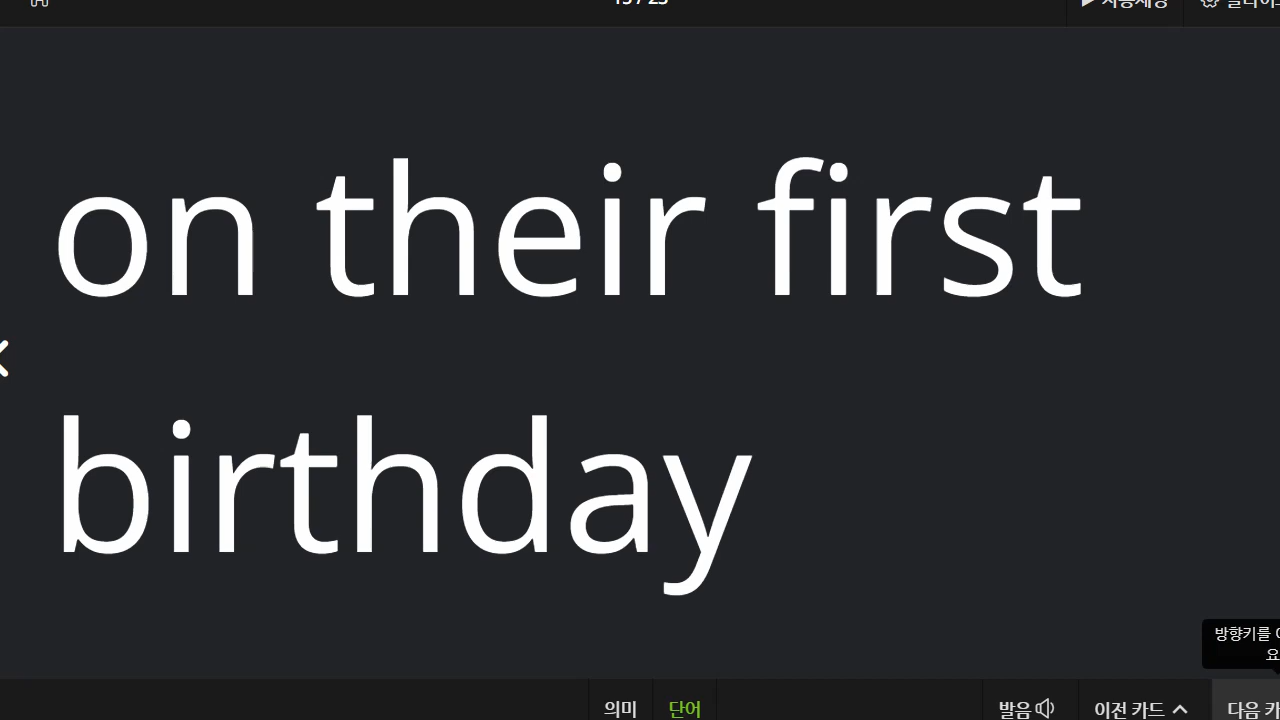 on their first
birthday
의미
단어
발음
이전 카드